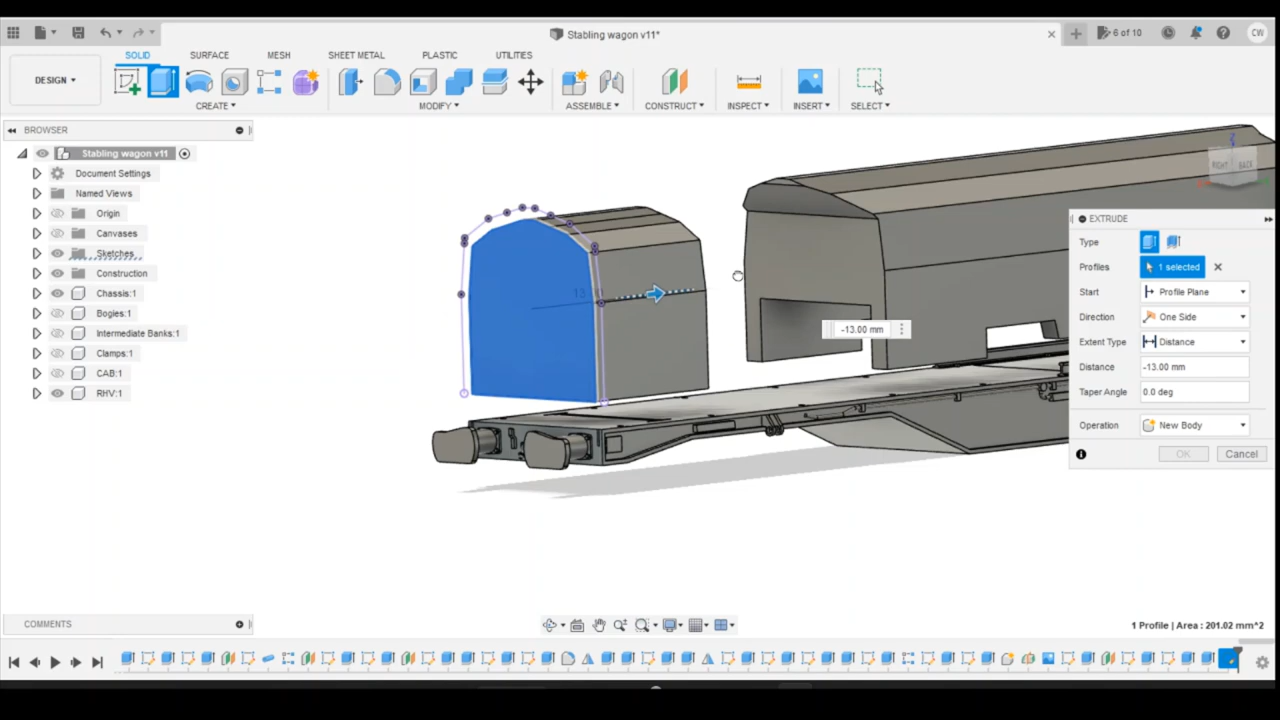 Stabling wagon v11*
6 of 10
CW
SOLID SURFACE MESH SHEET METAL PLASTIC UTILITIES
DESIGN
CREATE MODIFY ASSEMBLE CONSTRUCT INSPECT INSERT SELECT
BROWSER
Stabling wagon v11
Document Settings
Named Views
Origin
Canvases
Sketches
Construction
Chassis:1
Bogies:1
Intermediate Banks:1
Clamps:1
CAB:1
RHV:1
-13.00 mm
Z
RIGHT BACK
EXTRUDE
Type
Profiles 1 selected
Start Profile Plane
Direction One Side
Extent Type Distance
Distance -13.00 mm
Taper Angle 0.0 deg
Operation New Body
OK Cancel
COMMENTS
1 Profile | Area : 201.02 mm^2